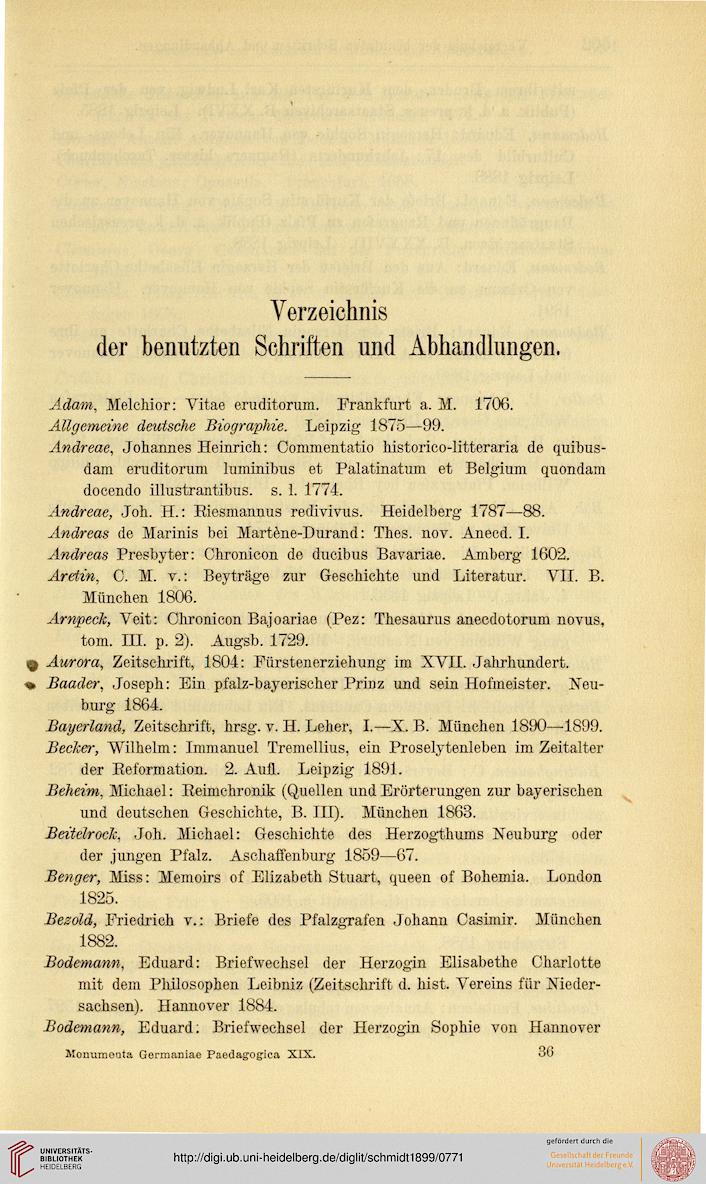 Verzeichnis
der benutzten Schriften und Abhandlungen.
Adam, Melchior: Vitae eruditorum. Frankfurt a. M. 1706.
Allgemeine deutsche Biographie. Leipzig 1875—99.
Andreae, Johannes Heinrich: Commentatio historico-litteraria de quibus-
dam eruditorum luminibus et Palatinatum et Belgium quondam
docendo illustrantibus. s. l. 1774.
Andreae, Joh. H.: Riesmannus redivivus. Heidelberg 1787—88.
Andreas de Marinis bei Martène-Durand: Thes. nov. Anecd. I.
Andreas Presbyter: Chronicon de ducibus Bavariae. Amberg 1602.
Aretin, C. M. v.: Beyträge zur Geschichte und Literatur. VII. B.
München 1806.
Arnpeck, Veit: Chronicon Bajoariae (Pez: Thesaurus anecdotorum novus,
tom. III. p. 2). Augsb. 1729.
Aurora, Zeitschrift, 1804: Fürstenerziehung im XVII. Jahrhundert.
Baader, Joseph: Ein pfalz-bayerischer Prinz und sein Hofmeister. Neu-
burg 1864.
Bayerland, Zeitschrift, hrsg. v. H. Leher, I.—X. B. München 1890—1899.
Becker, Wilhelm: Immanuel Tremellius, ein Proselytenleben im Zeitalter
der Reformation. 2. Aufl. Leipzig 1891.
Beheim, Michael: Reimchronik (Quellen und Erörterungen zur bayerischen
und deutschen Geschichte, B. III). München 1863.
Beitelrock, Joh. Michael: Geschichte des Herzogthums Neuburg oder
der jungen Pfalz. Aschaffenburg 1859—67.
Benger, Miss: Memoirs of Elizabeth Stuart, queen of Bohemia. London
1825.
Bezold, Friedrich v.: Briefe des Pfalzgrafen Johann Casimir. München
1882.
Bodemann, Eduard: Briefwechsel der Herzogin Elisabethe Charlotte
mit dem Philosophen Leibniz (Zeitschrift d. hist. Vereins für Nieder-
sachsen). Hannover 1884.
Bodemann, Eduard: Briefwechsel der Herzogin Sophie von Hannover
Monumenta Germaniae Paedagogica XIX. 36
UNIVERSITÄTS-
BIBLIOTHEK
HEIDELBERG
http://digi.ub.uni-heidelberg.de/diglit/schmidt1899/0771
gefördert durch die
Gesellschaft der Freunde
Universität Heidelberg e.V.